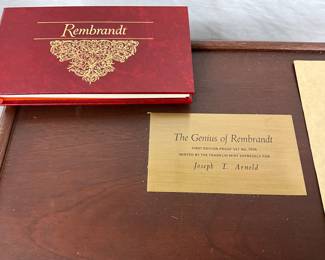 Rembrandt
The Genius of Rembrandt
FIRST EDITION PROOF SET NO.
MINTED BY THE FRANKLIN MINT EXPRESSLY FOR
Joseph T. Arnold